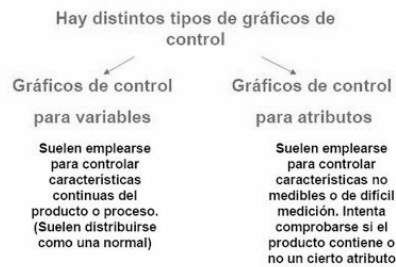 Hay distintos tipos de gráficos de
control
Gráficos de control
para variables
Suelen emplearse
para controlar
características
continuas del
producto o proceso.
(Suelen distribuirse
como una normal)
Gráficos de control
para atributos
Suelen emplearse
para controlar
características no
medibles o de difícil
medición. Intenta
comprobarse si el
producto contiene o
no un cierto atributo